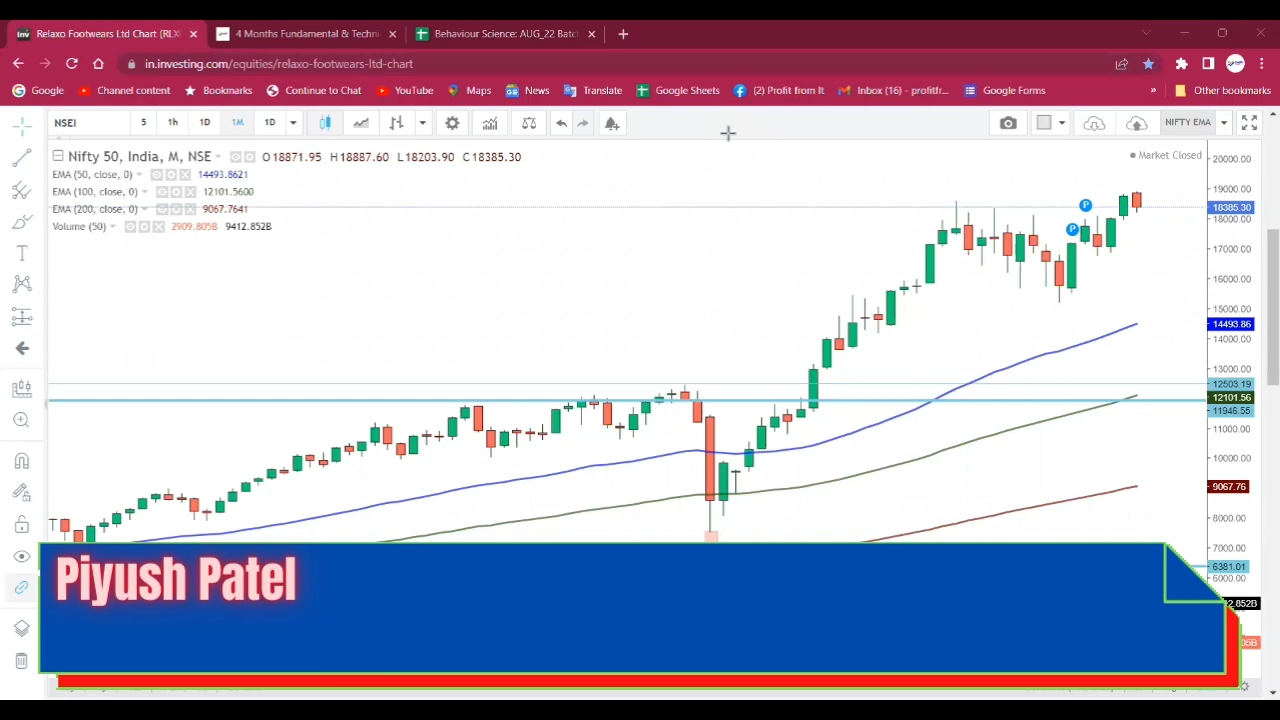 Relaxo Footwears Ltd Chart (RLX
4 Months Fundamental & Techni
Behaviour Science: AUG_22 Batch
in.investing.com/equities/relaxo-footwears-ltd-chart
Google
Channel content
Bookmarks
Continue to Chat
YouTube
Maps
News
Translate
Google Sheets
(2) Profit from It
Inbox (16) - profitfr...
Google Forms
»
Other bookmarks
NSEI
5
1h
1D
1M
1D
NIFTY EMA
Nifty 50, India, M, NSE
O18871.95 H18887.60 L18203.90 C18385.30
Market Closed
EMA (50, close, 0) 14493.8621
EMA (100, close, 0) 12101.5600
EMA (200, close, 0) 9067.7641
Volume (50) 2909.805B 9412.852B
P
P
20000.00
19000.00
18385.30
18000.00
17000.00
16000.00
15000.00
14493.86
14000.00
13000.00
12503.19
12101.56
11946.55
11000.00
10000.00
9067.76
8000.00
7000.00
6381.01
6000.00
2.852B
05B
Piyush Patel